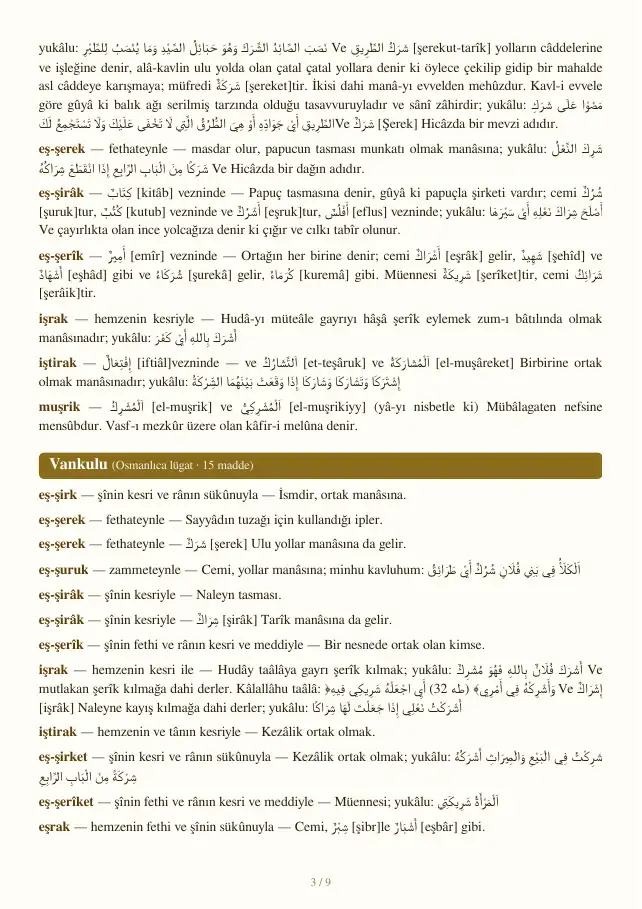 yukâlu: نَصَبَ الصَّائِدُ الشَّرَكَ وَهُوَ حَبَائِلُ الصَّيْدِ وَمَا يُنْصَبُ لِلطَّيْرِ Ve شَرَكُ الطَّرِيقِ [şerekut-tarîk] yolların câddelerine
ve işleğine denir, alâ-kavlin ulu yolda olan çatal çatal yollara denir ki öylece çekilip gidip bir mahalde
asl câddeye karışmaya; müfredi شَرَكَةٌ [şereket]tir. İkisi dahi manâ-yı evvelden mehûzdur. Kavl-i evvele
göre gûyâ ki balık ağı serilmiş tarzında olduğu tasavvuruyladır ve sânî zâhirdir; yukâlu: مَشَوْا عَلَى شَرَكِ
الطَّرِيقِ أَيْ جَوَادِّهِ أَوْ هِيَ الطُّرُقُ الَّتِي لَا تَخْفَى عَلَيْكَ وَلَا تَسْتَجْمِعُ لَكَ Ve شَرَكٌ [Şerek] Hicâzda bir mevzi adıdır.
eş-şerek — fethateynle — masdar olur, papucun tasması munkatı olmak manâsına; yukâlu: شَرِكَ النَّعْلُ
شَرَكًا مِنَ الْبَابِ الرَّابِعِ إِذَا انْقَطَعَ شِرَاكُهُ Ve Hicâzda bir dağın adıdır.
eş-şirâk — كِتَابٌ [kitâb] vezninde — Papuç tasmasına denir, gûyâ ki papuçla şirketi vardır; cemi شُرُكٌ
[şuruk]tur, كُتُبٌ [kutub] vezninde ve أَشْرُكٌ [eşruk]tur, أَفْلُسٌ [eflus] vezninde; yukâlu: أَصْلَحَ شِرَاكَ نَعْلِهِ أَيْ سَيْرَهَا
Ve çayırlıkta olan ince yolcağıza denir ki çığır ve cılkı tabîr olunur.
eş-şerîk — أَمِيرٌ [emîr] vezninde — Ortağın her birine denir; cemi أَشْرَاكٌ [eşrâk] gelir, شَهِيدٌ [şehîd] ve
أَشْهَادٌ [eşhâd] gibi ve شُرَكَاءُ [şurekâ] gelir, كُرَمَاءُ [kuremâ] gibi. Müennesi شَرِيكَةٌ [şerîket]tir, cemi شَرَائِكُ
[şerâik]tir.
işrak — hemzenin kesriyle — Hudâ-yı müteâle gayrıyı hâşâ şerîk eylemek zum-ı bâtılında olmak
manâsınadır; yukâlu: أَشْرَكَ بِاللهِ أَيْ كَفَرَ
iştirak — إِفْتِعَالٌ [iftiâl]vezninde — ve اَلتَّشَارُكُ [et-teşâruk] ve اَلْمُشَارَكَةُ [el-muşâreket] Birbirine ortak
olmak manâsınadır; yukâlu: إِشْتَرَكَا وَتَشَارَكَا وَشَارَكَا إِذَا وَقَعَتْ بَيْنَهُمَا الشِّرْكَةُ
muşrik — اَلْمُشْرِكُ [el-muşrik] ve اَلْمُشْرِكِيُّ [el-muşrikiyy] (yâ-yı nisbetle ki) Mübâlagaten nefsine
mensûbdur. Vasf-ı mezkûr üzere olan kâfir-i melûna denir.
Vankulu (Osmanlıca lügat · 15 madde)
eş-şirk — şînin kesri ve rânın sükûnuyla — İsmdir, ortak manâsına.
eş-şerek — fethateynle — Sayyâdın tuzağı için kullandığı ipler.
eş-şerek — fethateynle — شَرَكٌ [şerek] Ulu yollar manâsına da gelir.
eş-şuruk — zammeteynle — Cemi, yollar manâsına; minhu kavluhum: اَلْكَلَأُ فِي بَنِي فُلَانٍ شُرُكٌ أَيْ طَرَائِقُ
eş-şirâk — şînin kesriyle — Naleyn tasması.
eş-şirâk — şînin kesriyle — شِرَاكٌ [şirâk] Tarîk manâsına da gelir.
eş-şerîk — şînin fethi ve rânın kesri ve meddiyle — Bir nesnede ortak olan kimse.
işrak — hemzenin kesri ile — Hudây taâlâya gayrı şerîk kılmak; yukâlu: أَشْرَكَ فُلَانٌ بِاللهِ فَهُوَ مُشْرِكٌ Ve
mutlakan şerîk kılmağa dahi derler. Kâlallâhu taâlâ: ﴿وَأَشْرِكْهُ فِي أَمْرِي﴾ (طه 32) أَيِ اجْعَلْهُ شَرِيكِي فِيهِ Ve إِشْرَاكٌ
[işrâk] Naleyne kayış kılmağa dahi derler; yukâlu: أَشْرَكْتُ نَعْلِي إِذَا جَعَلْتَ لَهَا شِرَاكًا
iştirak — hemzenin ve tânın kesriyle — Kezâlik ortak olmak.
eş-şirket — şînin kesri ve rânın sükûnuyla — Kezâlik ortak olmak; yukâlu: شَرِكْتُ فِي الْبَيْعِ وَالْمِيرَاثِ أَشْرَكُهُ
شِرْكَةً مِنَ الْبَابِ الرَّابِعِ
eş-şerîket — şînin fethi ve rânın kesri ve meddiyle — Müennesi; yukâlu: اَلْمَرْأَةُ شَرِيكَتِي
eşrak — hemzenin fethi ve şînin sükûnuyla — Cemi, شِبْرٌ [şibr]le أَشْبَارٌ [eşbâr] gibi.
3 / 9